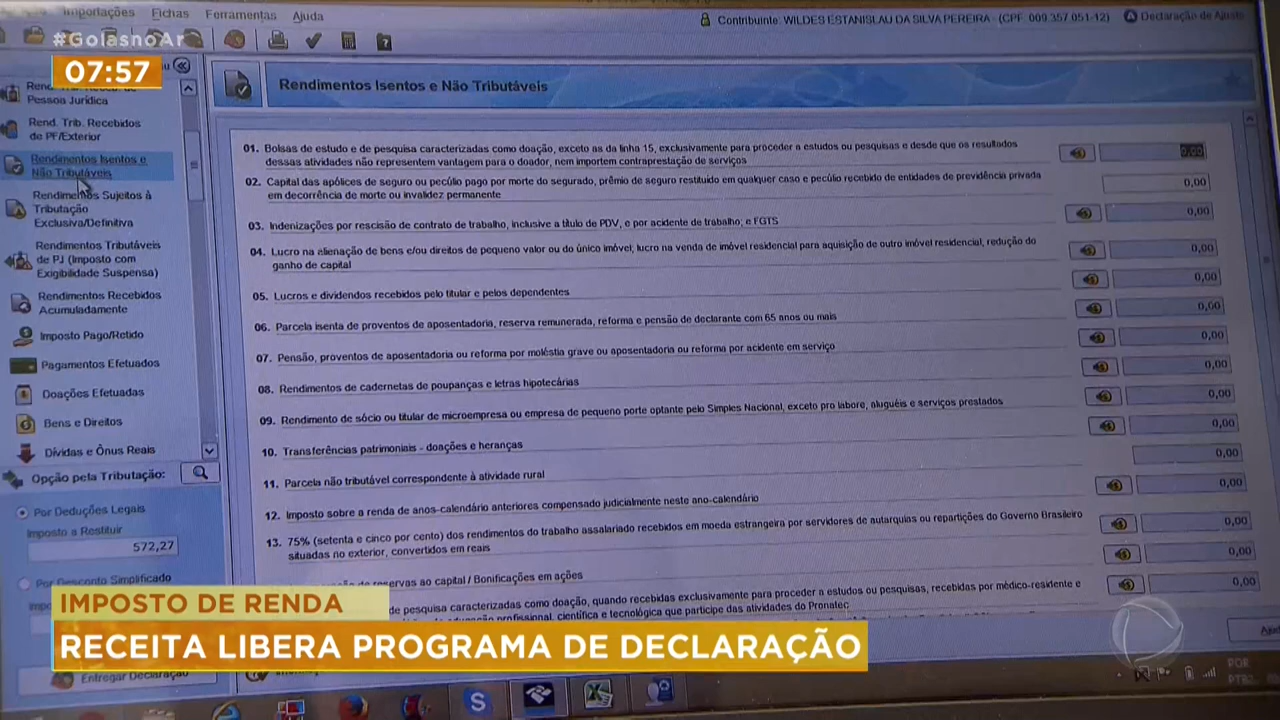 Importações Fichas Ferramentas Ajuda
Contribuinte: WILDES ESTANISLAU DA SILVA PEREIRA - (CPF 009.357.051-12) Declaração de Ajuste
#GoiásnoAr
07:57
Rendimentos Isentos e Não Tributáveis
Pessoa Jurídica
Rend. Trib. Recebidos
de PF/Exterior
Rendimentos Isentos e
Não Tributáveis
Rendimentos Sujeitos à
Tributação
Exclusiva/Definitiva
Rendimentos Tributáveis
de PJ (Imposto com
Exigibilidade Suspensa)
Rendimentos Recebidos
Acumuladamente
Imposto Pago/Retido
Pagamentos Efetuados
Doações Efetuadas
Bens e Direitos
Dívidas e Ônus Reais
Opção pela Tributação:
Por Deduções Legais
Imposto a Restituir
572,27
Por Desconto Simplificado
Entregar Declaração
01. Bolsas de estudo e de pesquisa caracterizadas como doação, exceto as da linha 15, exclusivamente para proceder a estudos ou pesquisas e desde que os resultados
dessas atividades não representem vantagem para o doador, nem importem contraprestação de serviços
0,00
02. Capital das apólices de seguro ou pecúlio pago por morte do segurado, prêmio de seguro restituído em qualquer caso e pecúlio recebido de entidades de previdência privada
em decorrência de morte ou invalidez permanente
0,00
03. Indenizações por rescisão de contrato de trabalho, inclusive a título de PDV, e por acidente de trabalho; e FGTS
0,00
04. Lucro na alienação de bens e/ou direitos de pequeno valor ou do único imóvel; lucro na venda de imóvel residencial para aquisição de outro imóvel residencial, redução do
ganho de capital
0,00
05. Lucros e dividendos recebidos pelo titular e pelos dependentes
0,00
06. Parcela isenta de proventos de aposentadoria, reserva remunerada, reforma e pensão de declarante com 65 anos ou mais
0,00
07. Pensão, proventos de aposentadoria ou reforma por moléstia grave ou aposentadoria ou reforma por acidente em serviço
0,00
08. Rendimentos de cadernetas de poupanças e letras hipotecárias
0,00
09. Rendimento de sócio ou titular de microempresa ou empresa de pequeno porte optante pelo Simples Nacional, exceto pro labore, aluguéis e serviços prestados
0,00
10. Transferências patrimoniais - doações e heranças
0,00
11. Parcela não tributável correspondente à atividade rural
0,00
12. Imposto sobre a renda de anos-calendário anteriores compensado judicialmente neste ano-calendário
0,00
13. 75% (setenta e cinco por cento) dos rendimentos do trabalho assalariado recebidos em moeda estrangeira por servidores de autarquias ou repartições do Governo Brasileiro
situadas no exterior, convertidos em reais
0,00
de reservas ao capital / Bonificações em ações
0,00
de pesquisa caracterizadas como doação, quando recebidas exclusivamente para proceder a estudos ou pesquisas, recebidas por médico-residente e
educação profissional, científica e tecnológica que participe das atividades do Pronatec
0,00
IMPOSTO DE RENDA
RECEITA LIBERA PROGRAMA DE DECLARAÇÃO
POR